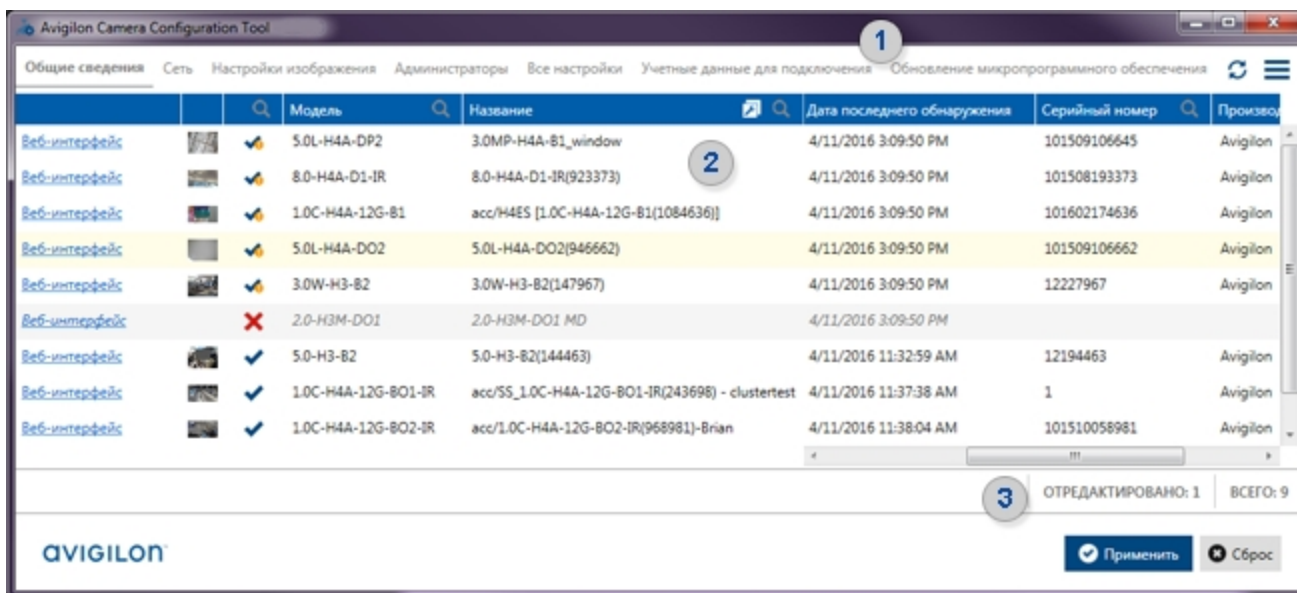 Avigilon Camera Configuration Tool
1
Общие сведения Сеть Настройки изображения Администраторы Все настройки Учетные данные для подключения Обновление микропрограммного обеспечения
Модель Название Дата последнего обнаружения Серийный номер Производ
Веб-интерфейс 5.0L-H4A-DP2 3.0MP-H4A-B1_window 4/11/2016 3:09:50 PM 101509106645 Avigilon
2
Веб-интерфейс 8.0-H4A-D1-IR 8.0-H4A-D1-IR(923373) 4/11/2016 3:09:50 PM 101508193373 Avigilon
Веб-интерфейс 1.0C-H4A-12G-B1 acc/H4ES [1.0C-H4A-12G-B1(1084636)] 4/11/2016 3:09:50 PM 101602174636 Avigilon
Веб-интерфейс 5.0L-H4A-DO2 5.0L-H4A-DO2(946662) 4/11/2016 3:09:50 PM 101509106662 Avigilon
Веб-интерфейс 3.0W-H3-B2 3.0W-H3-B2(147967) 4/11/2016 3:09:50 PM 12227967 Avigilon
Веб-интерфейс 2.0-H3M-DO1 2.0-H3M-DO1 MD 4/11/2016 3:09:50 PM
Веб-интерфейс 5.0-H3-B2 5.0-H3-B2(144463) 4/11/2016 11:32:59 AM 12194463 Avigilon
Веб-интерфейс 1.0C-H4A-12G-BO1-IR acc/SS_1.0C-H4A-12G-BO1-IR(243698) - clustertest 4/11/2016 11:37:38 AM 1 Avigilon
Веб-интерфейс 1.0C-H4A-12G-BO2-IR acc/1.0C-H4A-12G-BO2-IR(968981)-Brian 4/11/2016 11:38:04 AM 101510058981 Avigilon
3 ОТРЕДАКТИРОВАНО: 1 ВСЕГО: 9
avigilon Применить Сброс